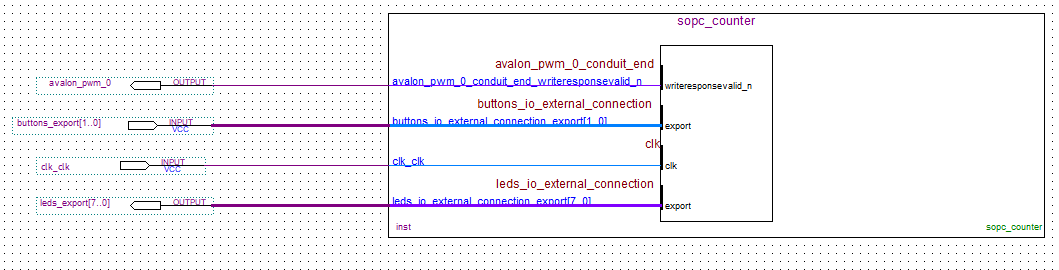 sopc_counter
avalon_pwm_0_conduit_end
avalon_pwm_0 OUTPUT avalon_pwm_0_conduit_end_writeresponsevalid_n writeresponsevalid_n
buttons_io_external_connection
buttons_export[1..0] INPUT VCC buttons_io_external_connection_export[1..0] export
clk
clk_clk INPUT VCC clk_clk clk
leds_io_external_connection
leds_export[7..0] OUTPUT leds_io_external_connection_export[7..0] export
inst sopc_counter